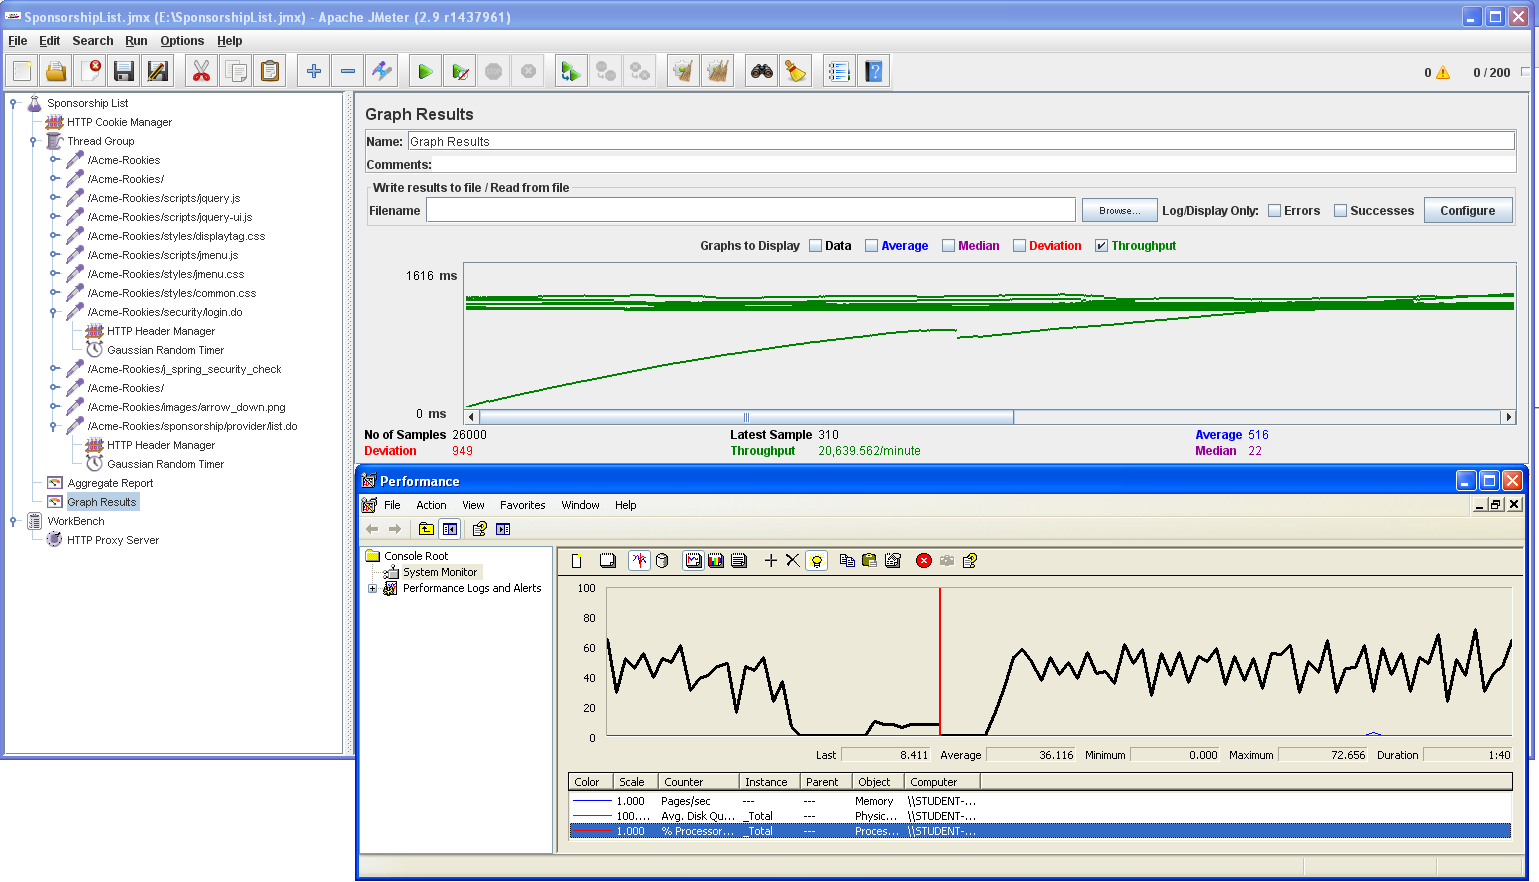 SponsorshipList.jmx (E:\SponsorshipList.jmx) - Apache JMeter (2.9 r1437961)
File Edit Search Run Options Help
0 0 / 200
Sponsorship List
HTTP Cookie Manager
Thread Group
/Acme-Rookies
/Acme-Rookies/
/Acme-Rookies/scripts/jquery.js
/Acme-Rookies/scripts/jquery-ui.js
/Acme-Rookies/styles/displaytag.css
/Acme-Rookies/scripts/jmenu.js
/Acme-Rookies/styles/jmenu.css
/Acme-Rookies/styles/common.css
/Acme-Rookies/security/login.do
HTTP Header Manager
Gaussian Random Timer
/Acme-Rookies/j_spring_security_check
/Acme-Rookies/
/Acme-Rookies/images/arrow_down.png
/Acme-Rookies/sponsorship/provider/list.do
HTTP Header Manager
Gaussian Random Timer
Aggregate Report
Graph Results
WorkBench
HTTP Proxy Server
Graph Results
Name: Graph Results
Comments:
Write results to file / Read from file
Filename Browse... Log/Display Only: Errors Successes Configure
Graphs to Display Data Average Median Deviation Throughput
1616 ms
0 ms
No of Samples 26000 Latest Sample 310 Average 516
Deviation 949 Throughput 20,639.562/minute Median 22
Performance
File Action View Favorites Window Help
Console Root
System Monitor
Performance Logs and Alerts
100
80
60
40
20
0
Last 8.411 Average 36.116 Minimum 0.000 Maximum 72.656 Duration 1:40
Color Scale Counter Instance Parent Object Computer
1.000 Pages/sec --- --- Memory \\STUDENT-...
100.... Avg. Disk Qu... _Total --- Physic... \\STUDENT-...
1.000 % Processor... _Total --- Proces... \\STUDENT-...